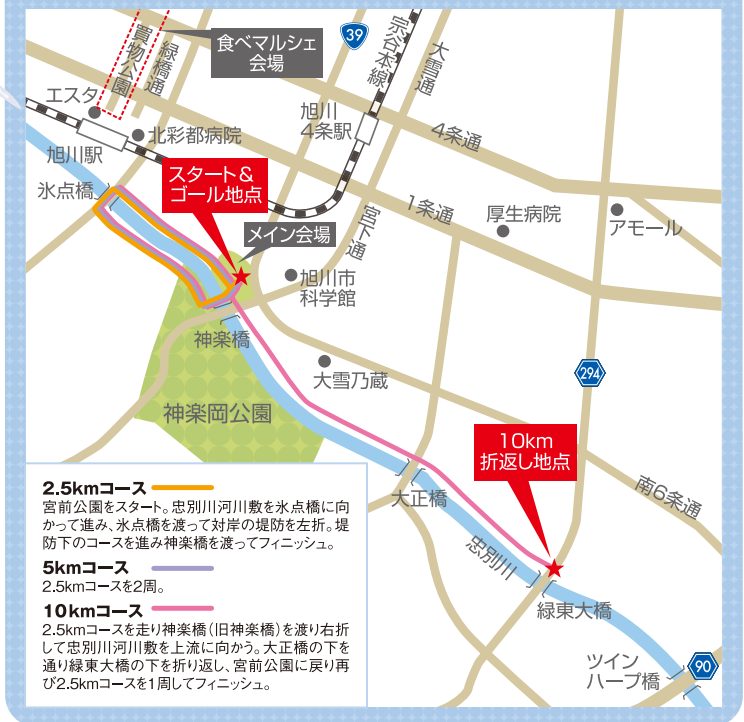 食べマルシェ
会場
買物公園
緑橋通
39
宗谷本線
大雪通
エスタ
旭川駅
北彩都病院
旭川
4条駅
4条通
氷点橋
スタート&
ゴール地点
メイン会場
宮下通
1条通
厚生病院
アモール
旭川市
科学館
神楽橋
大雪乃蔵
294
神楽岡公園
10km
折返し地点
大正橋
南6条通
忠別川
緑東大橋
ツイン
ハープ橋
90
2.5kmコース
宮前公園をスタート。忠別川河川敷を氷点橋に向
かって進み、氷点橋を渡って対岸の堤防を左折。堤
防下のコースを進み神楽橋を渡ってフィニッシュ。
5kmコース
2.5kmコースを2周。
10kmコース
2.5kmコースを走り神楽橋(旧神楽橋)を渡り右折
して忠別川河川敷を上流に向かう。大正橋の下を
通り緑東大橋の下を折り返し、宮前公園に戻り再
び2.5kmコースを1周してフィニッシュ。